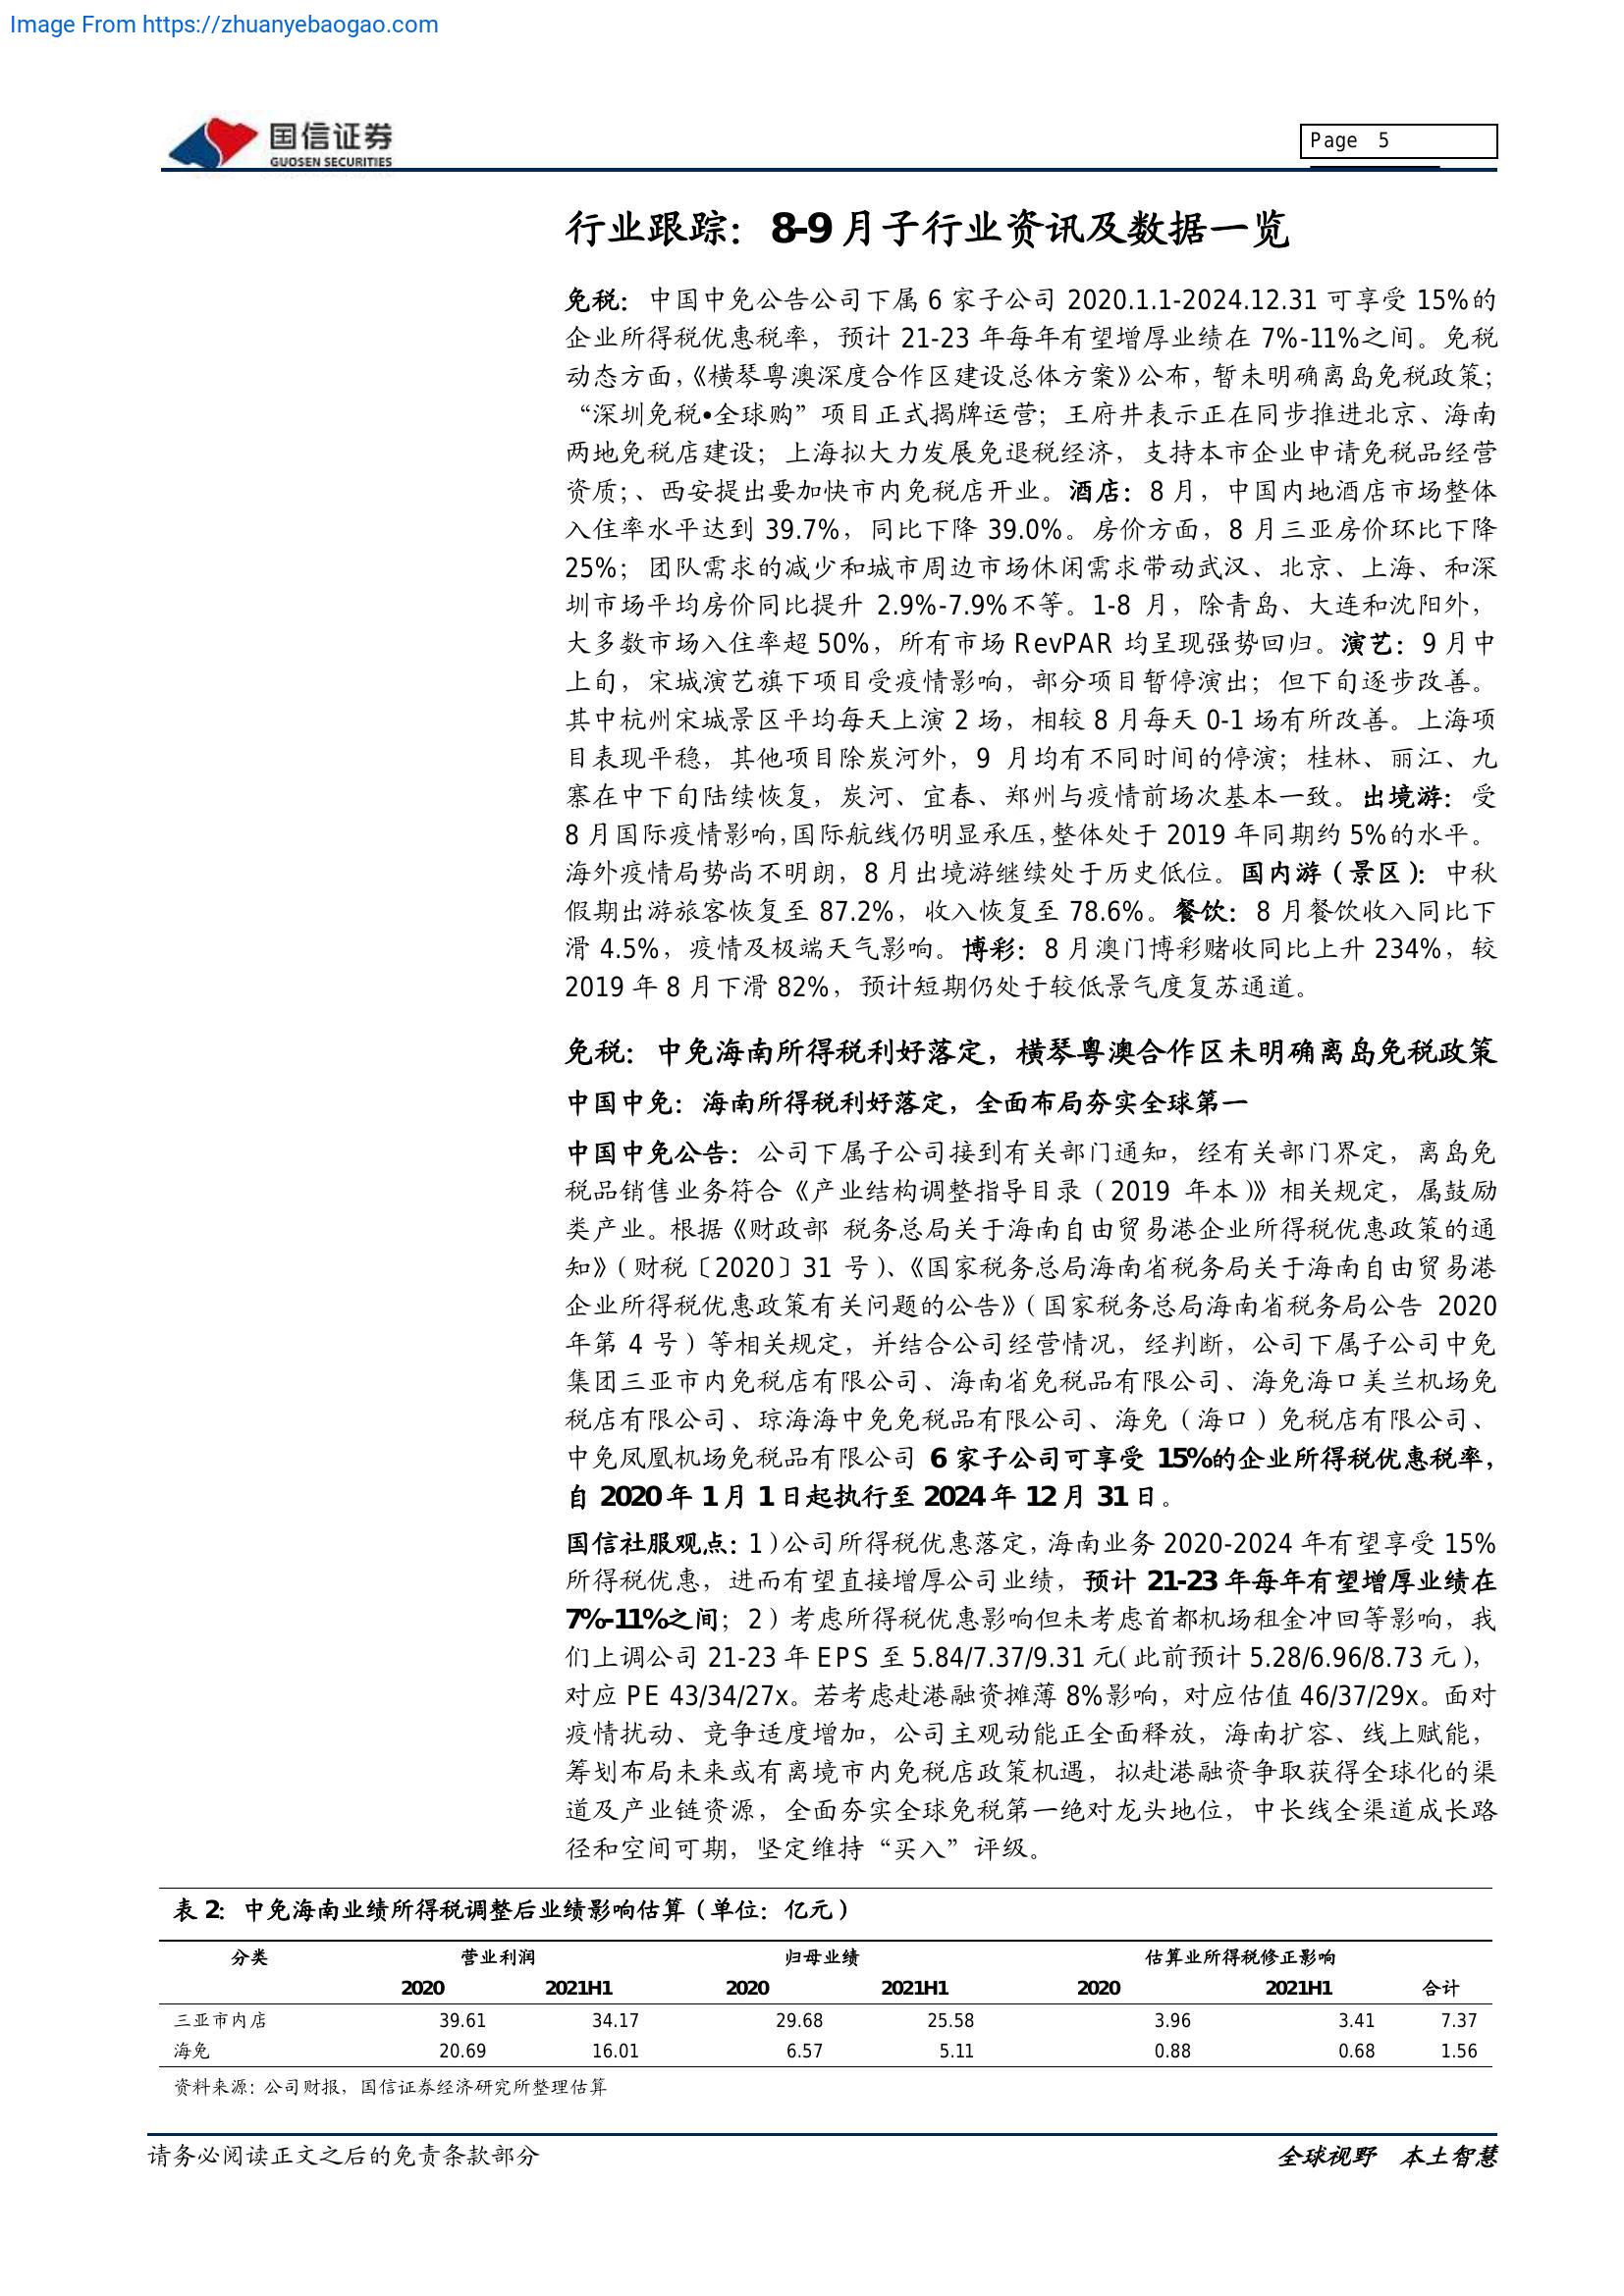 Image From https://zhuanyebaogao.com
国信证券
GUOSEN SECURITIES
Page 5
行业跟踪：8-9 月子行业资讯及数据一览
免税：中国中免公告公司下属 6 家子公司 2020.1.1-2024.12.31 可享受 15%的
企业所得税优惠税率，预计 21-23 年每年有望增厚业绩在 7%-11%之间。免税
动态方面，《横琴粤澳深度合作区建设总体方案》公布，暂未明确离岛免税政策；
“深圳免税•全球购”项目正式揭牌运营；王府井表示正在同步推进北京、海南
两地免税店建设；上海拟大力发展免退税经济，支持本市企业申请免税品经营
资质；、西安提出要加快市内免税店开业。酒店：8 月，中国内地酒店市场整体
入住率水平达到 39.7%，同比下降 39.0%。房价方面，8 月三亚房价环比下降
25%；团队需求的减少和城市周边市场休闲需求带动武汉、北京、上海、和深
圳市场平均房价同比提升 2.9%-7.9%不等。1-8 月，除青岛、大连和沈阳外，
大多数市场入住率超 50%，所有市场 RevPAR 均呈现强势回归。演艺：9 月中
上旬，宋城演艺旗下项目受疫情影响，部分项目暂停演出；但下旬逐步改善。
其中杭州宋城景区平均每天上演 2 场，相较 8 月每天 0-1 场有所改善。上海项
目表现平稳，其他项目除炭河外，9 月均有不同时间的停演；桂林、丽江、九
寨在中下旬陆续恢复，炭河、宜春、郑州与疫情前场次基本一致。出境游：受
8 月国际疫情影响，国际航线仍明显承压，整体处于 2019 年同期约 5%的水平。
海外疫情局势尚不明朗，8 月出境游继续处于历史低位。国内游（景区）：中秋
假期出游旅客恢复至 87.2%，收入恢复至 78.6%。餐饮：8 月餐饮收入同比下
滑 4.5%，疫情及极端天气影响。博彩：8 月澳门博彩赌收同比上升 234%，较
2019 年 8 月下滑 82%，预计短期仍处于较低景气度复苏通道。
免税：中免海南所得税利好落定，横琴粤澳合作区未明确离岛免税政策
中国中免：海南所得税利好落定，全面布局夯实全球第一
中国中免公告：公司下属子公司接到有关部门通知，经有关部门界定，离岛免
税品销售业务符合《产业结构调整指导目录（2019 年本）》相关规定，属鼓励
类产业。根据《财政部 税务总局关于海南自由贸易港企业所得税优惠政策的通
知》（财税〔2020〕31 号）、《国家税务总局海南省税务局关于海南自由贸易港
企业所得税优惠政策有关问题的公告》（国家税务总局海南省税务局公告 2020
年第 4 号）等相关规定，并结合公司经营情况，经判断，公司下属子公司中免
集团三亚市内免税店有限公司、海南省免税品有限公司、海免海口美兰机场免
税店有限公司、琼海海中免免税品有限公司、海免（海口）免税店有限公司、
中免凤凰机场免税品有限公司 6 家子公司可享受 15%的企业所得税优惠税率，
自 2020 年 1 月 1 日起执行至 2024 年 12 月 31 日。
国信社服观点：1）公司所得税优惠落定，海南业务 2020-2024 年有望享受 15%
所得税优惠，进而有望直接增厚公司业绩，预计 21-23 年每年有望增厚业绩在
7%-11%之间；2）考虑所得税优惠影响但未考虑首都机场租金冲回等影响，我
们上调公司 21-23 年 EPS 至 5.84/7.37/9.31 元（此前预计 5.28/6.96/8.73 元），
对应 PE 43/34/27x。若考虑赴港融资摊薄 8%影响，对应估值 46/37/29x。面对
疫情扰动、竞争适度增加，公司主观动能正全面释放，海南扩容、线上赋能，
筹划布局未来或有离境市内免税店政策机遇，拟赴港融资争取获得全球化的渠
道及产业链资源，全面夯实全球免税第一绝对龙头地位，中长线全渠道成长路
径和空间可期，坚定维持“买入”评级。
表 2：中免海南业绩所得税调整后业绩影响估算（单位：亿元）
分类 营业利润 归母业绩 估算业所得税修正影响
2020 2021H1 2020 2021H1 2020 2021H1 合计
三亚市内店 39.61 34.17 29.68 25.58 3.96 3.41 7.37
海免 20.69 16.01 6.57 5.11 0.88 0.68 1.56
资料来源：公司财报，国信证券经济研究所整理估算
请务必阅读正文之后的免责条款部分
全球视野 本土智慧